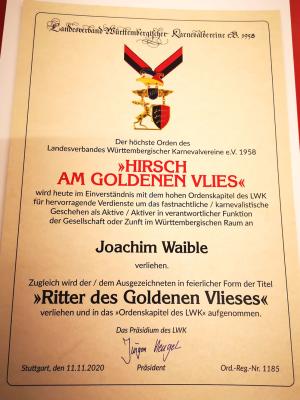 Landesverband Württembergischer Karnevalvereine e.V. 1958
Der höchste Orden des
Landesverbandes Württembergischer Karnevalvereine e.V. 1958
»HIRSCH
AM GOLDENEN VLIES«
wird heute im Einverständnis mit dem hohen Ordenskapitel des LWK
für hervorragende Verdienste um das fastnachtliche / karnevalistische
Geschehen als Aktive / Aktiver in verantwortlicher Funktion
der Gesellschaft oder Zunft im Württembergischen Raum an
Joachim Waible
verliehen.
Zugleich wird der / dem Ausgezeichneten in feierlicher Form der Titel
»Ritter des Goldenen Vlieses«
verliehen und in das »Ordenskapitel des LWK« aufgenommen.
Das Präsidium des LWK
Jürgen Hengel
Stuttgart, den 11.11.2020 Präsident Ord.-Reg.-Nr. 1185